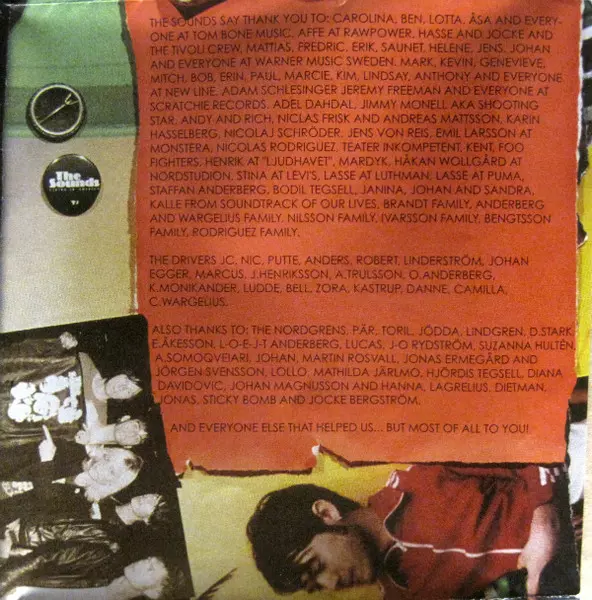 THE SOUNDS SAY THANK YOU TO: CAROLINA, BEN, LOTTA, ÅSA AND EVERY-
ONE AT TOM BONE MUSIC. AFFE AT RAWPOWER. HASSE AND JOCKE AND
THE TIVOLI CREW, MATTIAS, FREDRIC, ERIK, SAUNET, HELENE, JENS, JOHAN
AND EVERYONE AT WARNER MUSIC SWEDEN. MARK, KEVIN, GENEVIEVE,
MITCH, BOB, ERIN, PAUL, MARCIE, KIM, LINDSAY, ANTHONY AND EVERYONE
AT NEW LINE. ADAM SCHLESINGER JEREMY FREEMAN AND EVERYONE AT
SCRATCHIE RECORDS. ADEL DAHDAL, JIMMY MONELL AKA SHOOTING
STAR, ANDY AND RICH, NICLAS FRISK AND ANDREAS MATTSSON, KARIN
HASSELBERG, NICOLAJ SCHRÖDER, JENS VON REIS, EMIL LARSSON AT
MONSTERA, NICOLAS RODRIGUEZ, TEATER INKOMPETENT, KENT, FOO
FIGHTERS, HENRIK AT "LJUDHAVET", MARDYK, HÅKAN WOLLGÅRD AT
NORDSTUDION, STINA AT LEVI'S, LASSE AT LUTHMAN, LASSE AT PUMA,
STAFFAN ANDERBERG, BODIL TEGSELL, JANINA, JOHAN AND SANDRA,
KALLE FROM SOUNDTRACK OF OUR LIVES, BRANDT FAMILY, ANDERBERG
AND WARGELIUS FAMILY, NILSSON FAMILY, IVARSSON FAMILY, BENGTSSON
FAMILY, RODRIGUEZ FAMILY.
THE DRIVERS JC, NIC, PUTTE, ANDERS, ROBERT, LINDERSTRÖM, JOHAN
EGGER, MARCUS, J.HENRIKSSON, A.TRULSSON, O.ANDERBERG,
K.MONIKANDER, LUDDE, BELL, ZORA, KASTRUP, DANNE, CAMILLA,
C.WARGELIUS.
ALSO THANKS TO: THE NORDGRENS, PÄR, TORIL, JÖDDA, LINDGREN, D.STARK,
E.ÅKESSON, L-O-E-J-T ANDERBERG, LUCAS, J-O RYDSTRÖM, SUZANNA HULTÉN,
A.SOMOQVEIARI, JOHAN, MARTIN ROSVALL, JONAS ERMEGÅRD AND
JÖRGEN SVENSSON, LOLLO, MATHILDA JÄRLMO, HJÖRDIS TEGSELL, DIANA
DAVIDOVIC, JOHAN MAGNUSSON AND HANNA, LAGRELIUS, DIETMAN,
JONAS, STICKY BOMB AND JOCKE BERGSTRÖM.
AND EVERYONE ELSE THAT HELPED US... BUT MOST OF ALL TO YOU!
The
Sounds